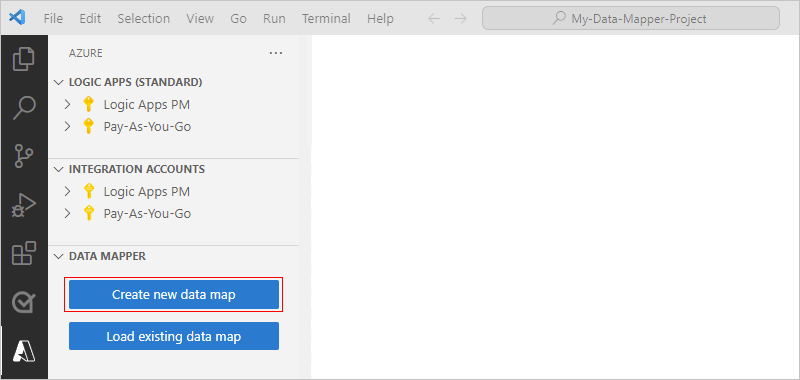 File Edit Selection View Go Run Terminal Help My-Data-Mapper-Project
AZURE
LOGIC APPS (STANDARD)
Logic Apps PM
Pay-As-You-Go
INTEGRATION ACCOUNTS
Logic Apps PM
Pay-As-You-Go
DATA MAPPER
Create new data map
Load existing data map